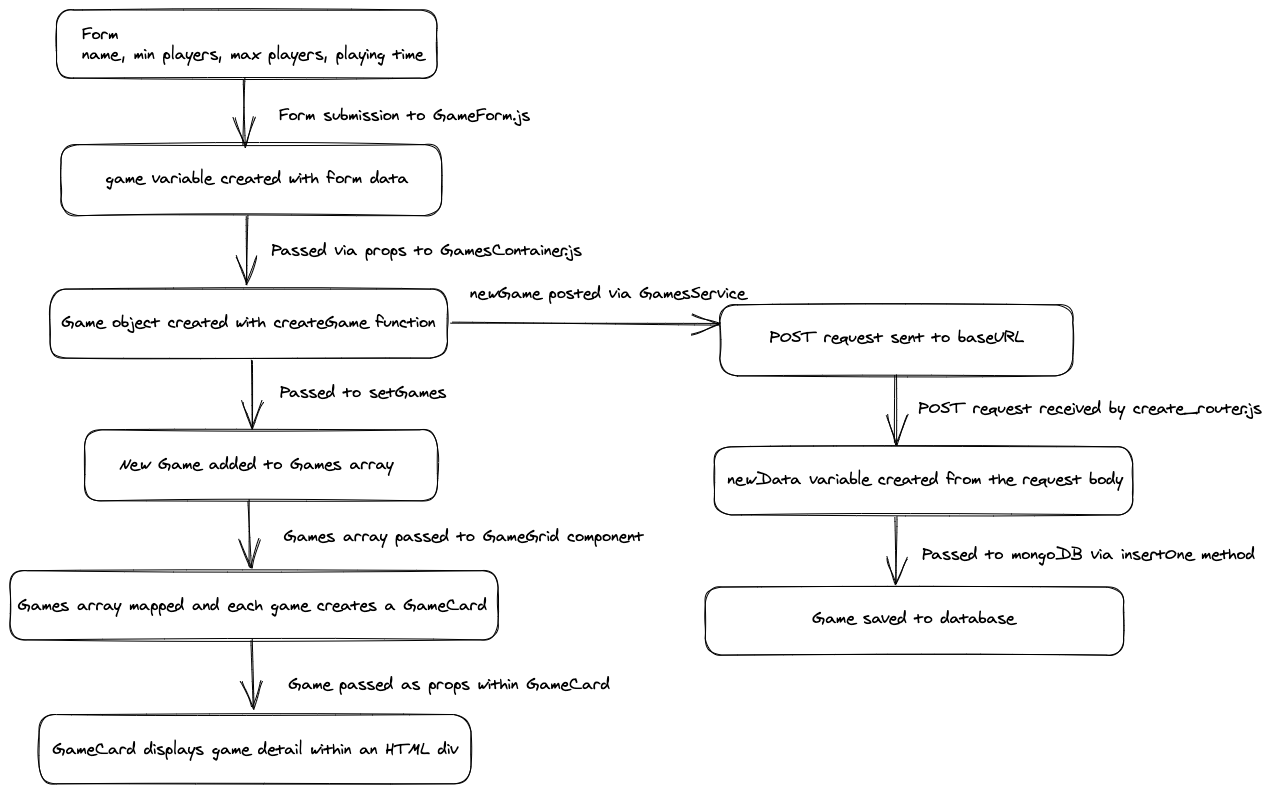 Form
name, min players, max players, playing time
Form submission to GameForm.js
game variable created with form data
Passed via props to GamesContainer.js
Game object created with createGame function
newGame posted via GamesService
POST request sent to baseURL
Passed to setGames
POST request received by create_router.js
New Game added to Games array
newData variable created from the request body
Games array passed to GameGrid component
Passed to mongoDB via insertOne method
Games array mapped and each game creates a GameCard
Game saved to database
Game passed as props within GameCard
GameCard displays game detail within an HTML div